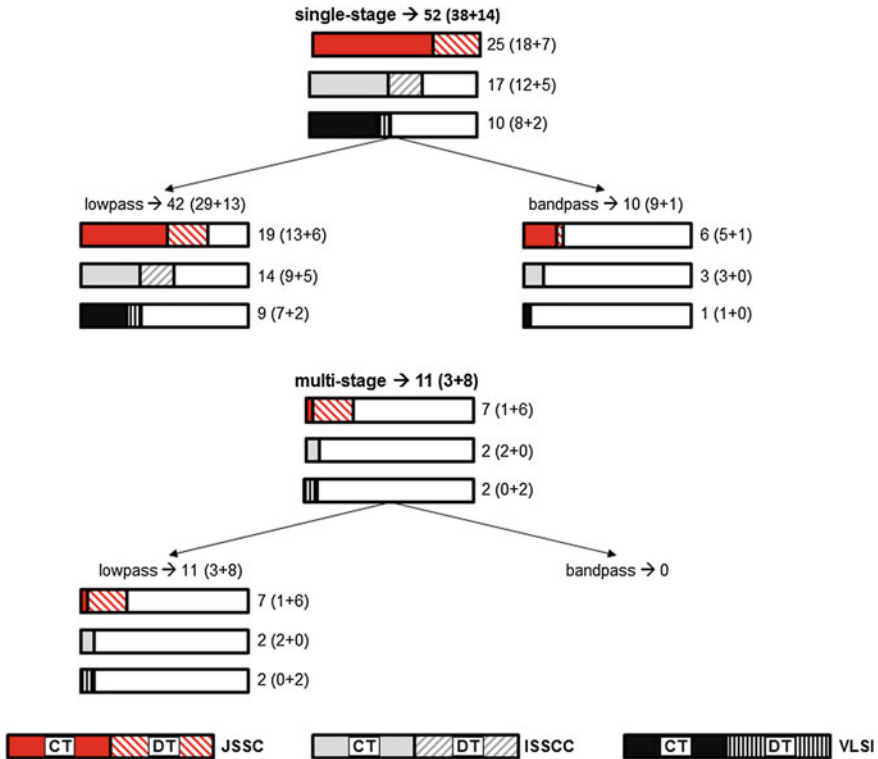 single-stage → 52 (38+14)
25 (18+7)
17 (12+5)
10 (8+2)
lowpass → 42 (29+13)
19 (13+6)
14 (9+5)
9 (7+2)
bandpass → 10 (9+1)
6 (5+1)
3 (3+0)
1 (1+0)
multi-stage → 11 (3+8)
7 (1+6)
2 (2+0)
2 (0+2)
lowpass → 11 (3+8)
7 (1+6)
2 (2+0)
2 (0+2)
bandpass → 0
CT DT JSSC
CT DT ISSCC
CT DT VLSI